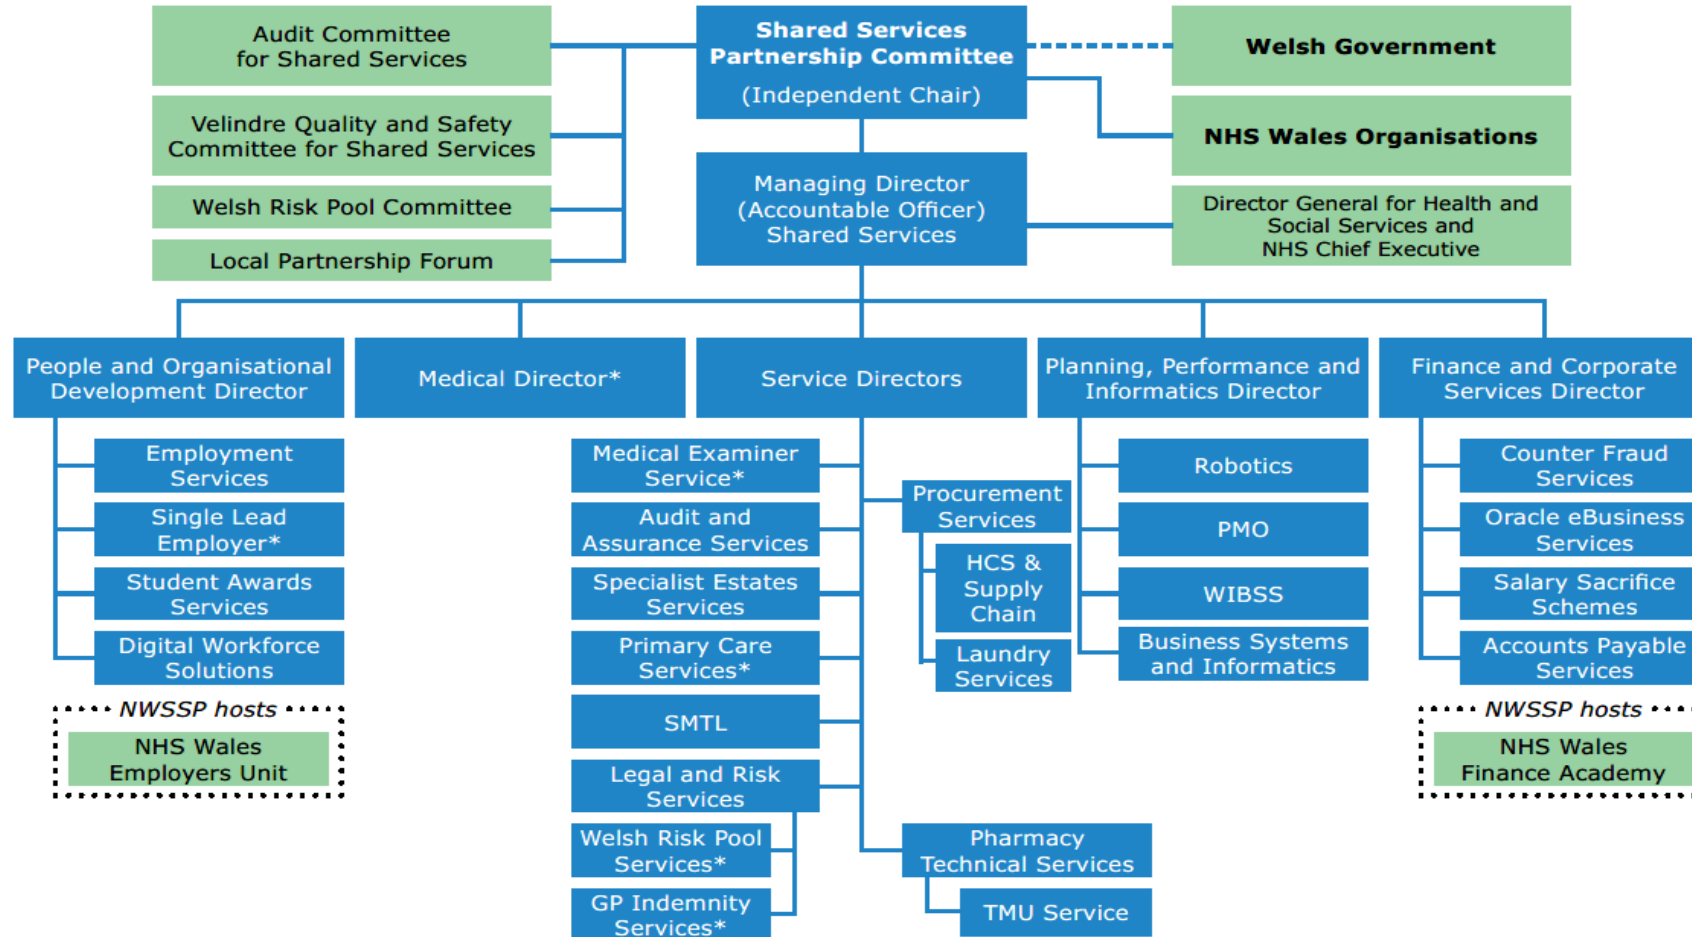 Audit Committee
for Shared Services
Velindre Quality and Safety
Committee for Shared Services
Welsh Risk Pool Committee
Local Partnership Forum
Shared Services
Partnership Committee
(Independent Chair)
Managing Director
(Accountable Officer)
Shared Services
Welsh Government
NHS Wales Organisations
Director General for Health and
Social Services and
NHS Chief Executive
People and Organisational
Development Director
Employment
Services
Single Lead
Employer*
Student Awards
Services
Digital Workforce
Solutions
NWSSP hosts
NHS Wales
Employers Unit
Medical Director*
Service Directors
Medical Examiner
Service*
Audit and
Assurance Services
Specialist Estates
Services
Primary Care
Services*
SMTL
Legal and Risk
Services
Welsh Risk Pool
Services*
GP Indemnity
Services*
Procurement
Services
HCS &
Supply
Chain
Laundry
Services
Pharmacy
Technical Services
TMU Service
Planning, Performance and
Informatics Director
Robotics
PMO
WIBSS
Business Systems
and Informatics
Finance and Corporate
Services Director
Counter Fraud
Services
Oracle eBusiness
Services
Salary Sacrifice
Schemes
Accounts Payable
Services
NWSSP hosts
NHS Wales
Finance Academy